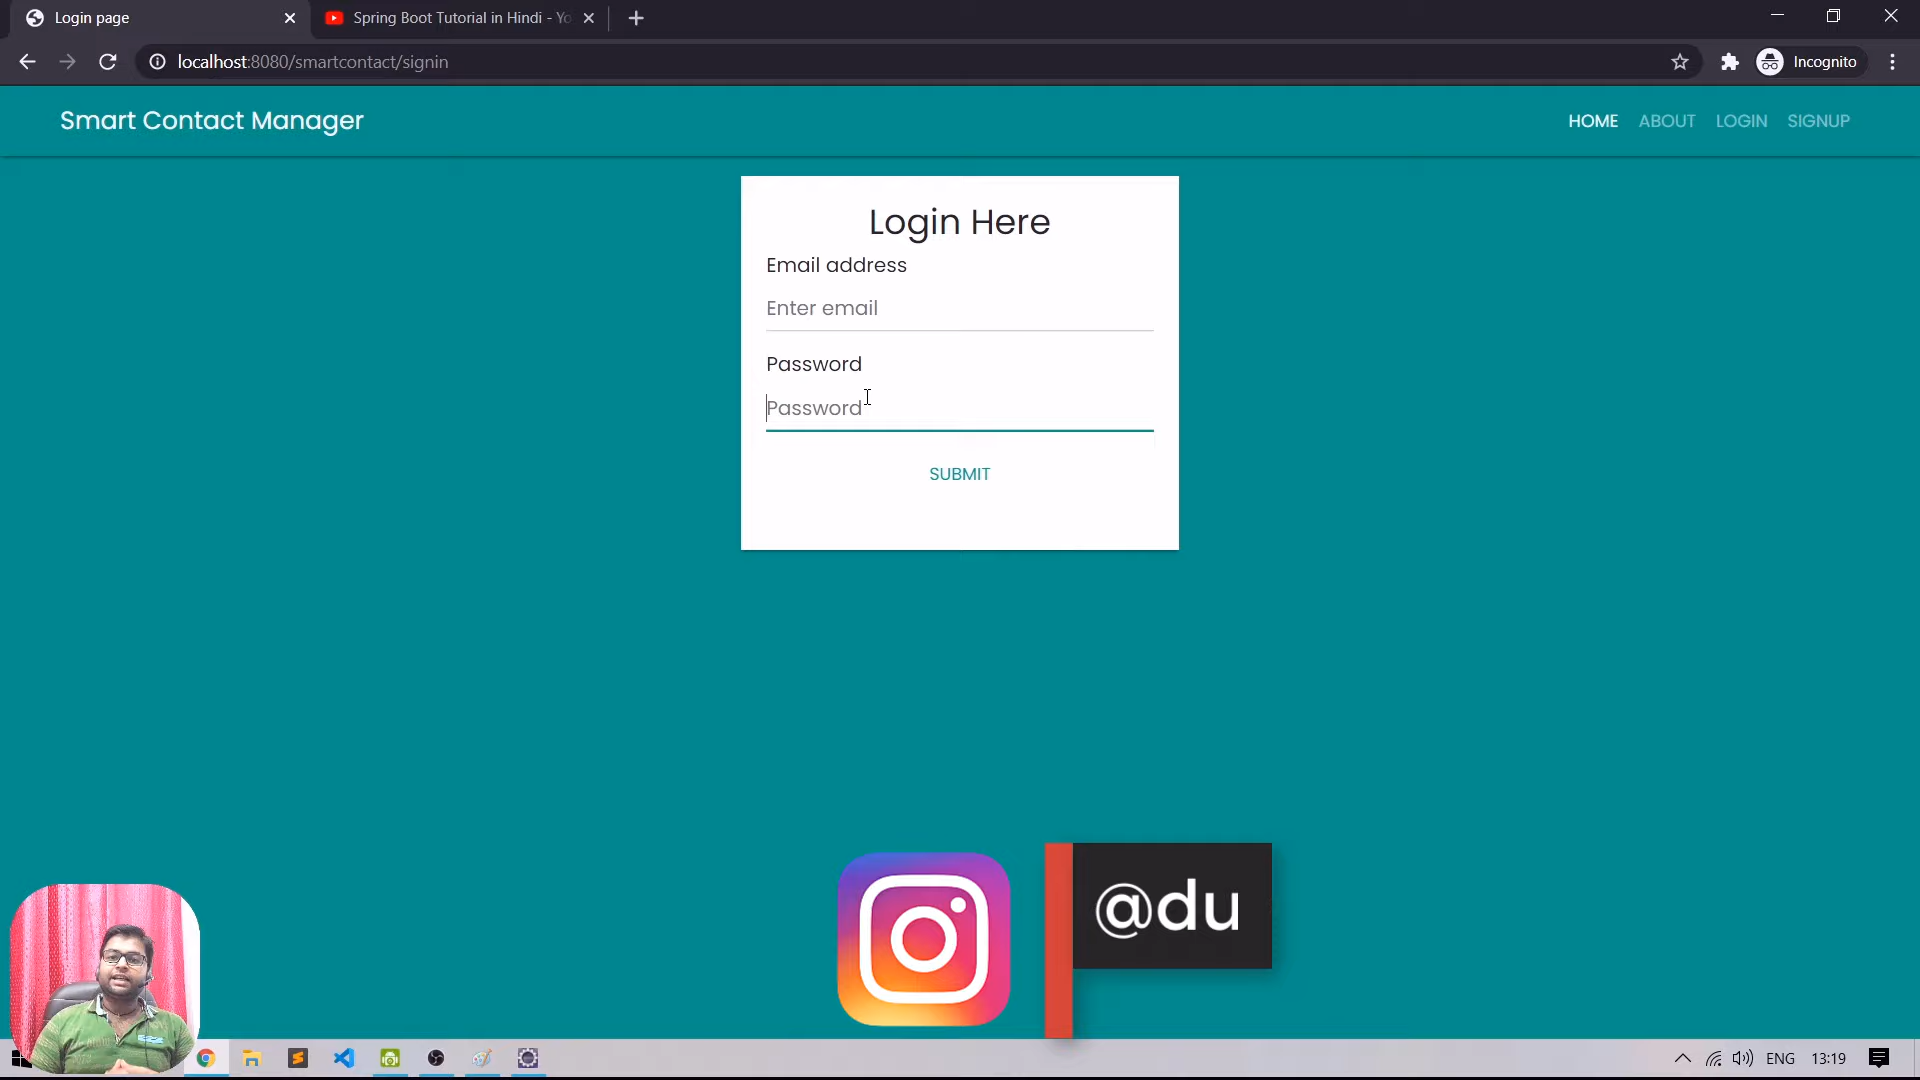 Login page
Spring Boot Tutorial in Hindi - Yo
localhost:8080/smartcontact/signin
Incognito
Smart Contact Manager
HOME ABOUT LOGIN SIGNUP
Login Here
Email address
Enter email
Password
Password
SUBMIT
@du
ENG 13:19